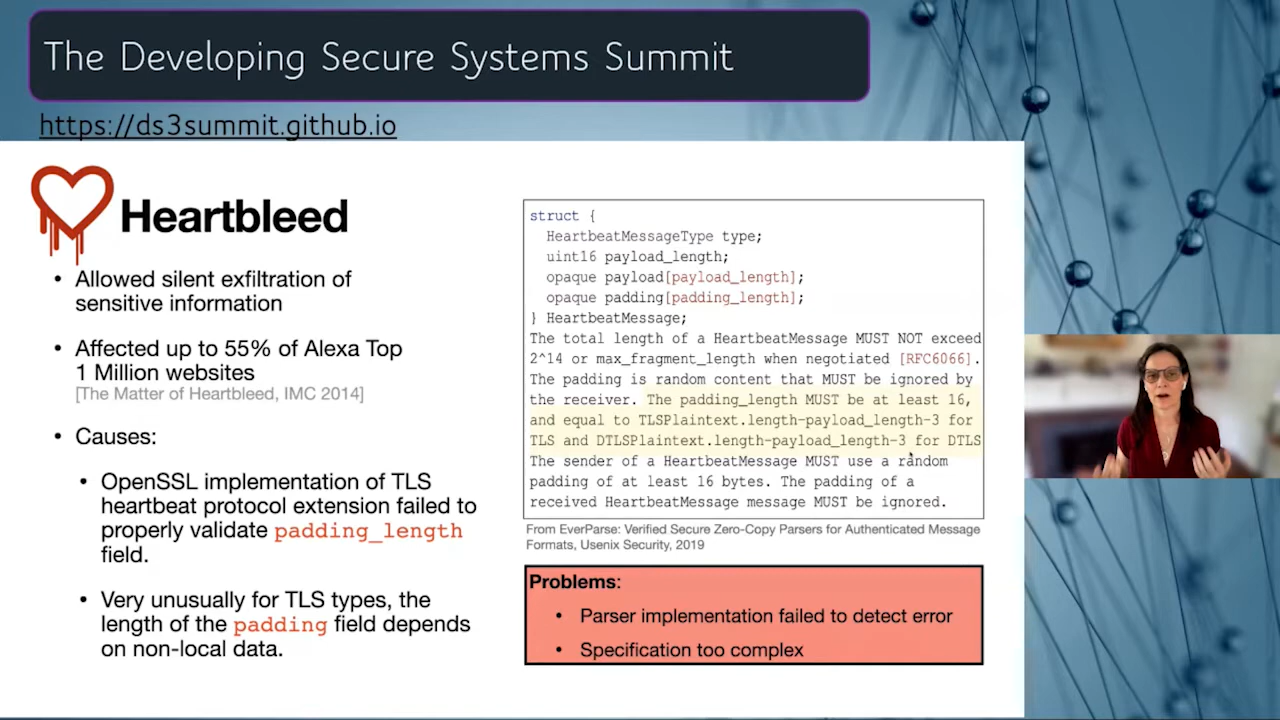 The Developing Secure Systems Summit
https://ds3summit.github.io
Heartbleed
• Allowed silent exfiltration of
sensitive information
• Affected up to 55% of Alexa Top
1 Million websites
[The Matter of Heartbleed, IMC 2014]
• Causes:
• OpenSSL implementation of TLS
heartbeat protocol extension failed to
properly validate padding_length
field.
• Very unusually for TLS types, the
length of the padding field depends
on non-local data.
struct {
HeartbeatMessageType type;
uint16 payload_length;
opaque payload[payload_length];
opaque padding[padding_length];
} HeartbeatMessage;
The total length of a HeartbeatMessage MUST NOT exceed
2^14 or max_fragment_length when negotiated [RFC6066].
The padding is random content that MUST be ignored by
the receiver. The padding_length MUST be at least 16,
and equal to TLSPlaintext.length-payload_length-3 for
TLS and DTLSPlaintext.length-payload_length-3 for DTLS
The sender of a HeartbeatMessage MUST use a random
padding of at least 16 bytes. The padding of a
received HeartbeatMessage message MUST be ignored.
From EverParse: Verified Secure Zero-Copy Parsers for Authenticated Message
Formats, Usenix Security, 2019
Problems:
• Parser implementation failed to detect error
• Specification too complex